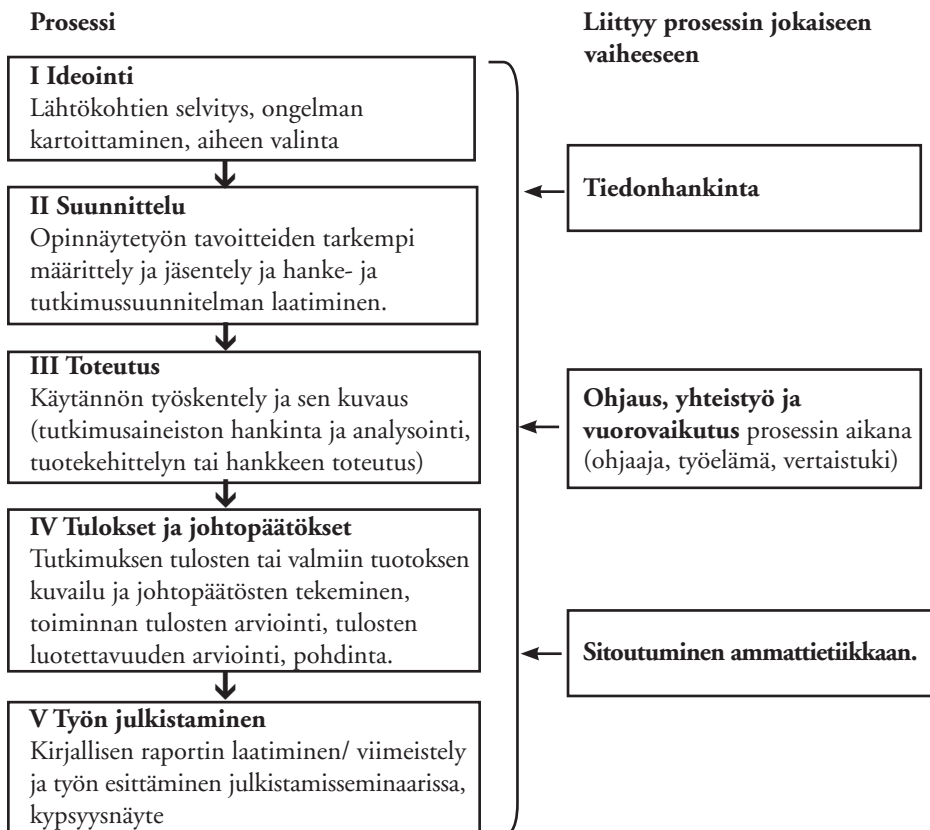 Prosessi
I Ideointi
Lähtökohtien selvitys, ongelman
kartoittaminen, aiheen valinta
II Suunnittelu
Opinnäytetyön tavoitteiden tarkempi
määrittely ja jäsentely ja hanke- ja
tutkimussuunnitelman laatiminen.
III Toteutus
Käytännön työskentely ja sen kuvaus
(tutkimusaineiston hankinta ja analysointi,
tuotekehittelyn tai hankkeen toteutus)
IV Tulokset ja johtopäätökset
Tutkimuksen tulosten tai valmiin tuotoksen
kuvailu ja johtopäätösten tekeminen,
toiminnan tulosten arviointi, tulosten
luotettavuuden arviointi, pohdinta.
V Työn julkistaminen
Kirjallisen raportin laatiminen/ viimeistely
ja työn esittäminen julkistamisseminaarissa,
kypsyysnäyte
Liittyy prosessin jokaiseen
vaiheeseen
Tiedonhankinta
Ohjaus, yhteistyö ja
vuorovaikutus prosessin aikana
(ohjaaja, työelämä, vertaistuki)
Sitoutuminen ammattietiikkaan.